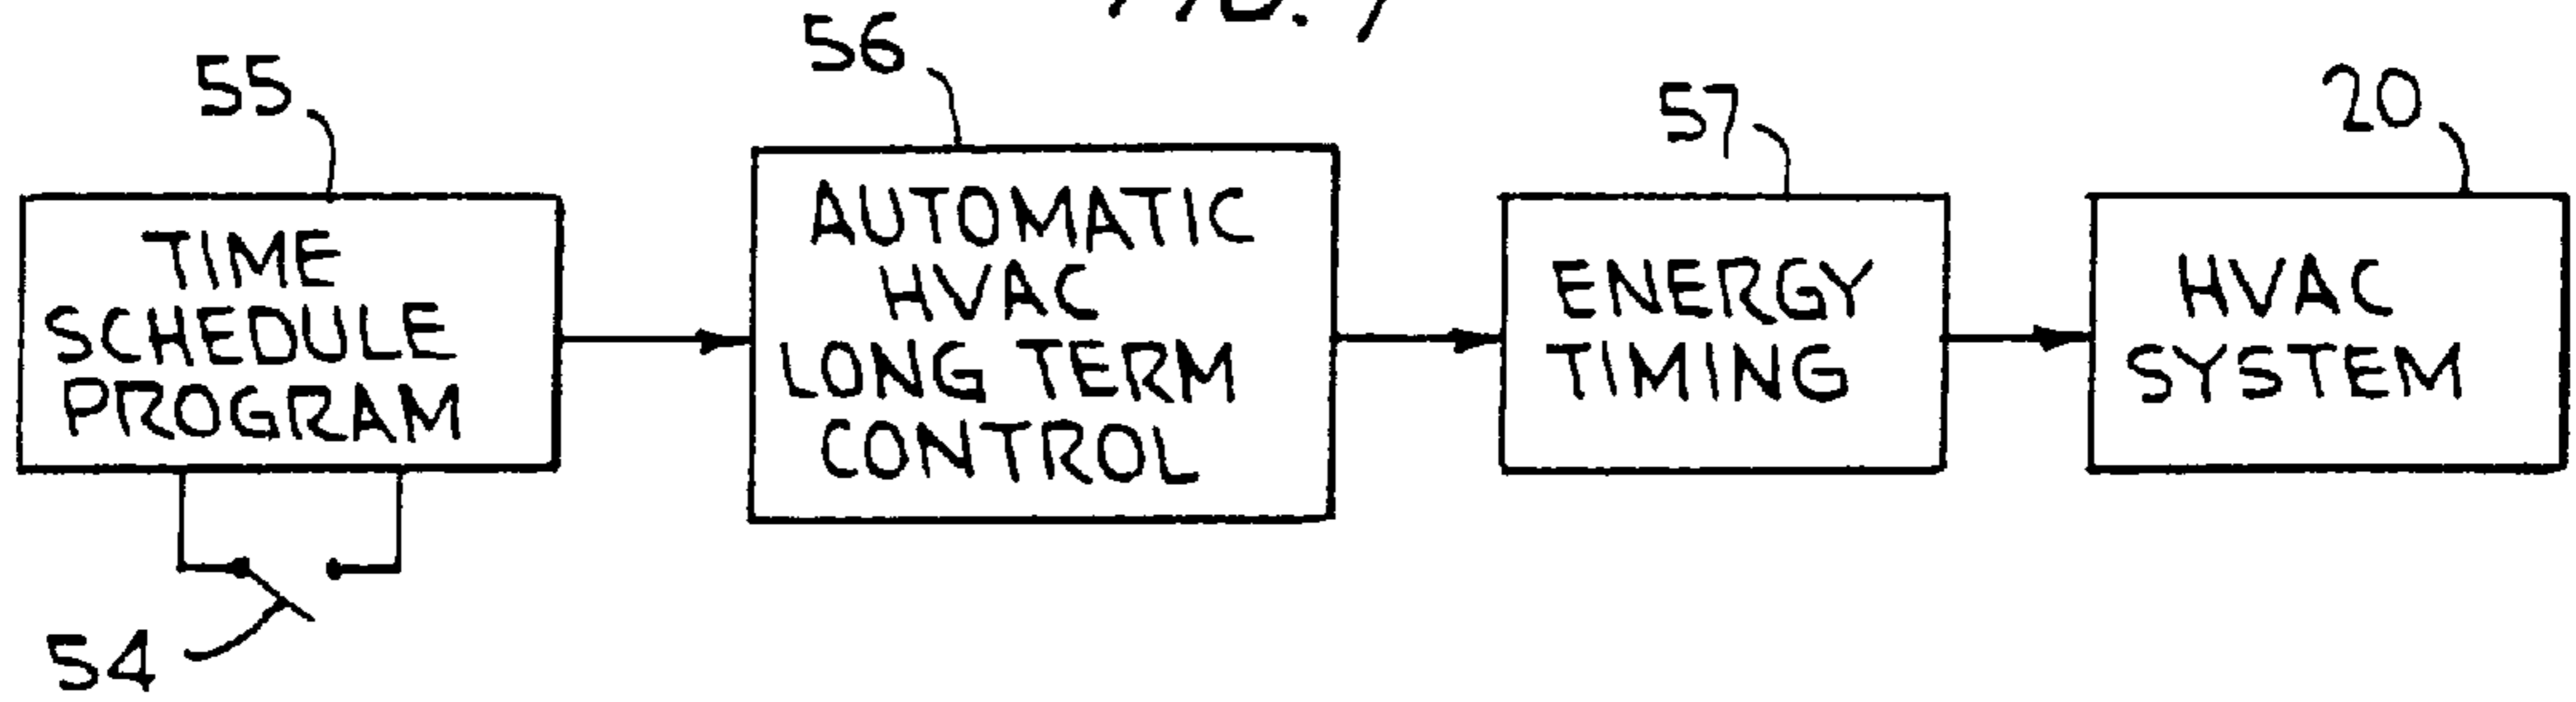 55
56
57
20
TIME
SCHEDULE
PROGRAM
AUTOMATIC
HVAC
LONG TERM
CONTROL
ENERGY
TIMING
HVAC
SYSTEM
54